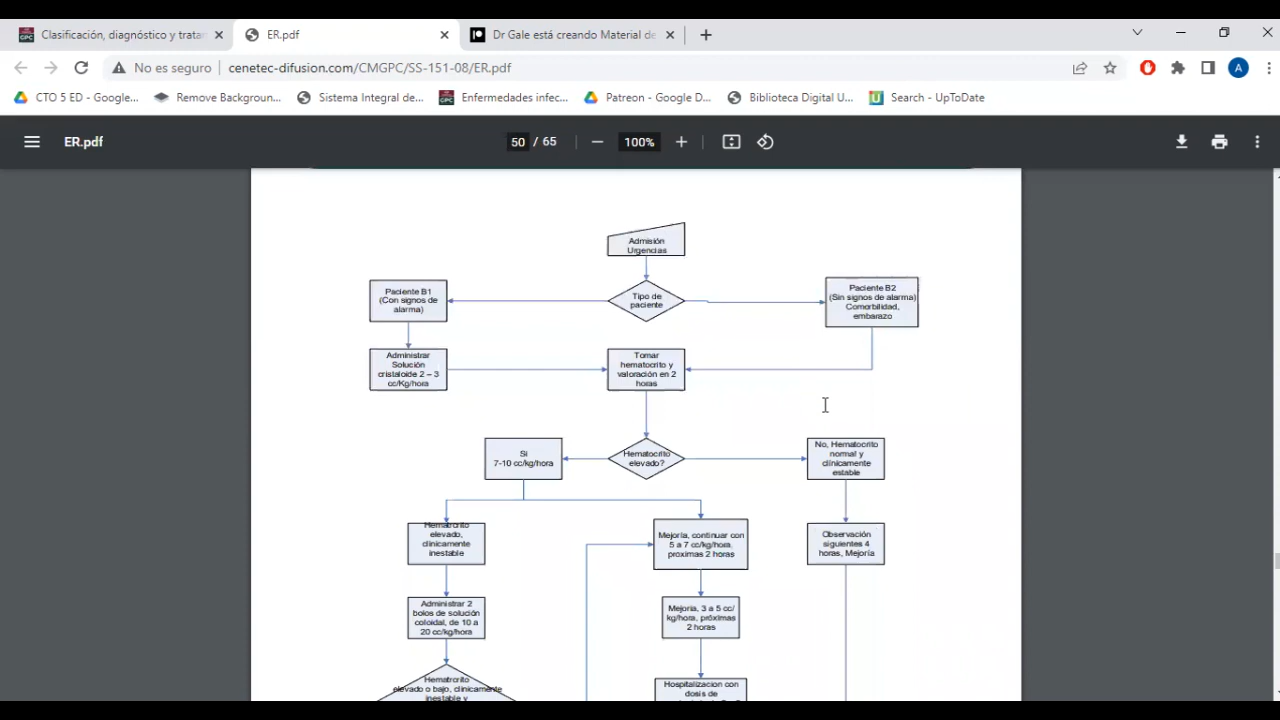 Clasificación, diagnóstico y trata
ER.pdf
Dr Gale está creando Material de
No es seguro
cenetec-difusion.com/CMGPC/SS-151-08/ER.pdf
A
CTO 5 ED - Google...
Remove Backgroun...
Sistema Integral de...
GPC
Enfermedades infec...
Patreon - Google D...
Biblioteca Digital U...
Search - UpToDate
ER.pdf
50 / 65
100%
Admisión
Urgencias
Paciente B1
(Con signos de
alarma)
Tipo de
paciente
Paciente B2
(Sin signos de alarma)
Comorbilidad,
embarazo
Administrar
Solución
cristaloide 2 – 3
cc/Kg/hora
Tomar
hematocrito y
valoración en 2
horas
Si
7-10 cc/kg/hora
Hematocrito
elevado?
No, Hematocrito
normal y
clínicamente
estable
Hematocrito
elevado,
clínicamente
inestable
Mejoría, continuar con
5 a 7 cc/kg/hora,
proximas 2 horas
Observación
siguientes 4
horas, Mejoría
Administrar 2
bolos de solución
coloidal, de 10 a
20 cc/kg/hora
Mejoria, 3 a 5 cc/
kg/hora, próximas
2 horas
Hematocrito
elevado o bajo, clinicamente
inestable y
Hospitalizacion con
dosis de